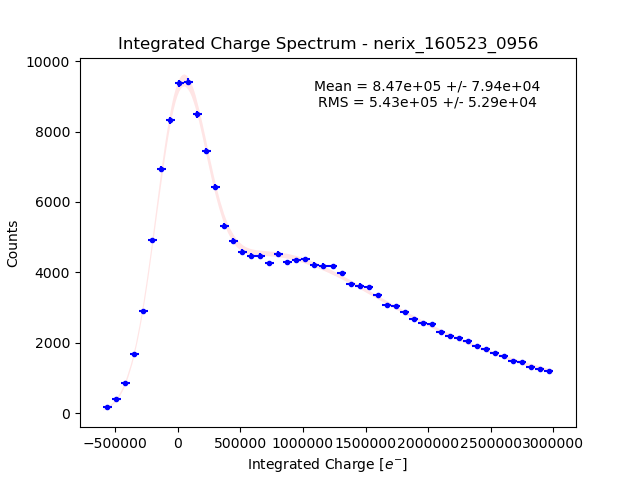 Integrated Charge Spectrum - nerix_160523_0956
Mean = 8.47e+05 +/- 7.94e+04
RMS = 5.43e+05 +/- 5.29e+04
Counts
10000
8000
6000
4000
2000
0
−500000 0 500000 1000000 1500000 2000000 2500000 3000000
Integrated Charge [e⁻]